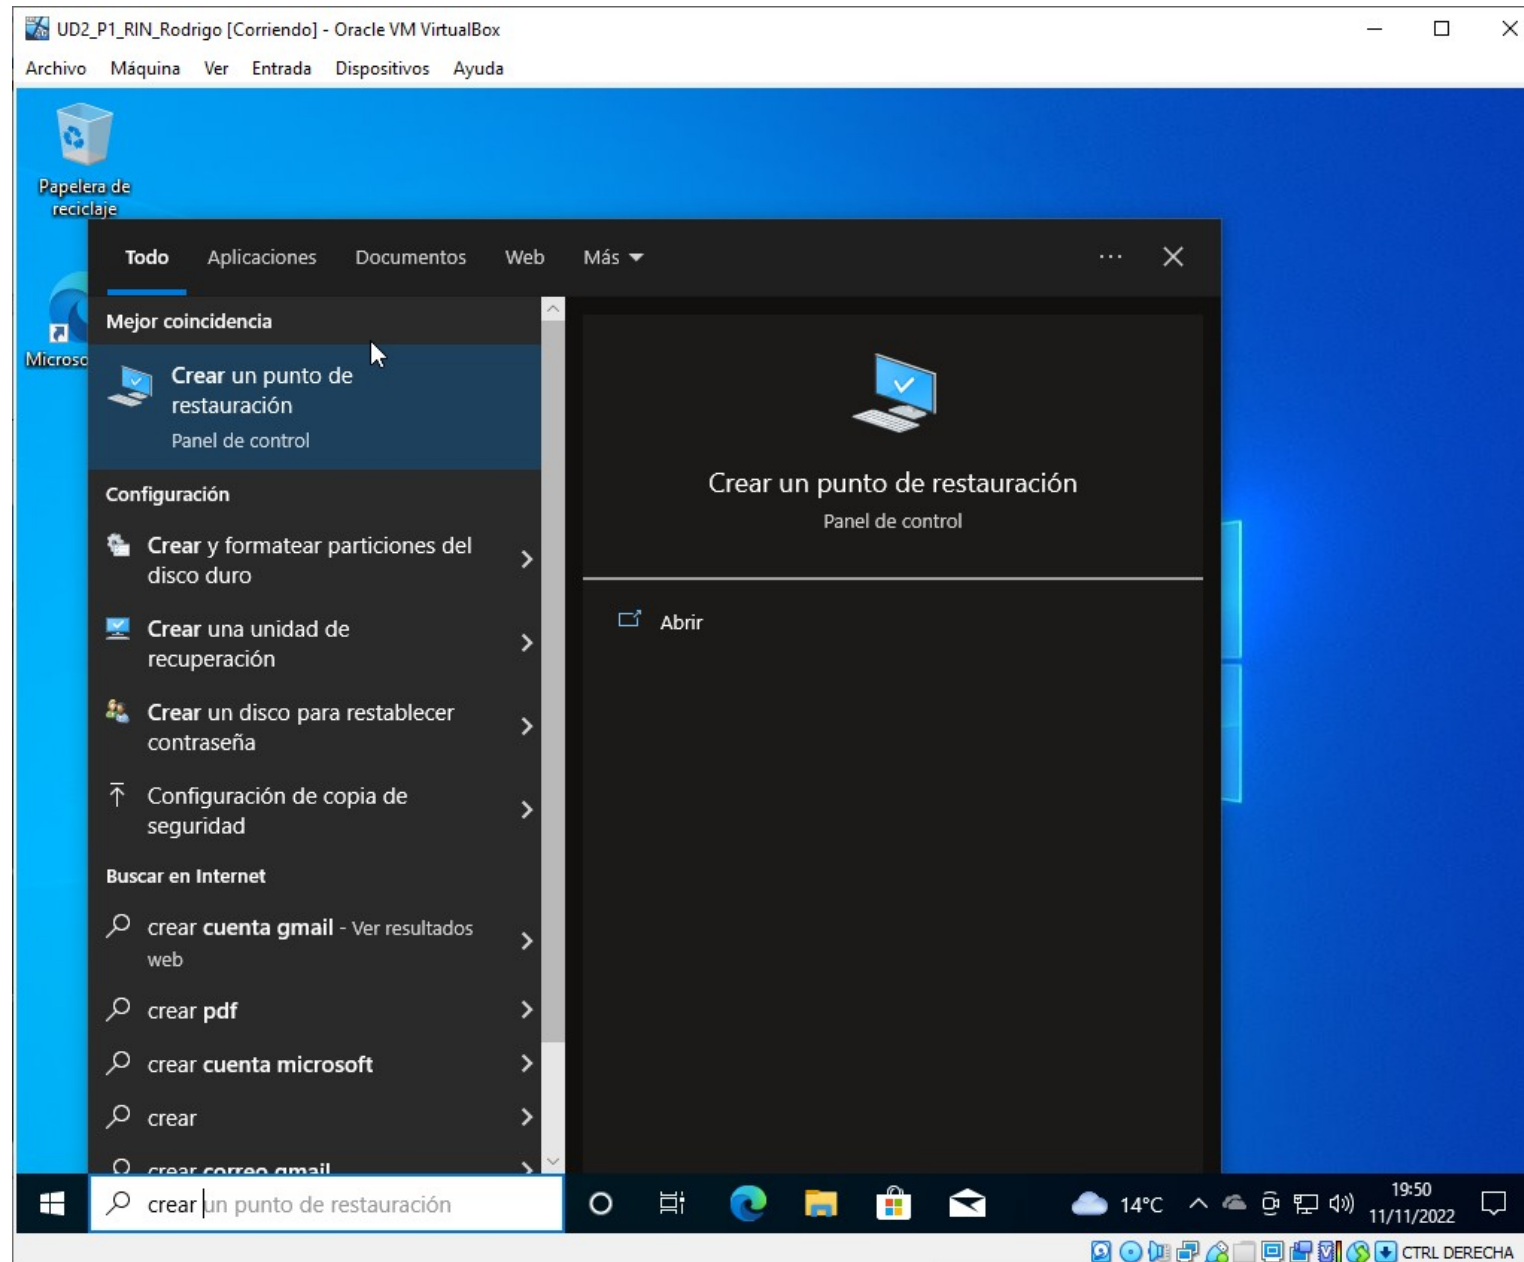 UD2_P1_RIN_Rodrigo [Corriendo] - Oracle VM VirtualBox
Archivo Máquina Ver Entrada Dispositivos Ayuda
Papelera de
reciclaje
Todo Aplicaciones Documentos Web Más
Mejor coincidencia
Microso
Crear un punto de
restauración
Panel de control
Crear un punto de restauración
Panel de control
Abrir
Configuración
Crear y formatear particiones del
disco duro
Crear una unidad de
recuperación
Crear un disco para restablecer
contraseña
Configuración de copia de
seguridad
Buscar en Internet
crear cuenta gmail - Ver resultados
web
crear pdf
crear cuenta microsoft
crear
crear correo gmail
crear un punto de restauración
14°C
19:50
11/11/2022
CTRL DERECHA